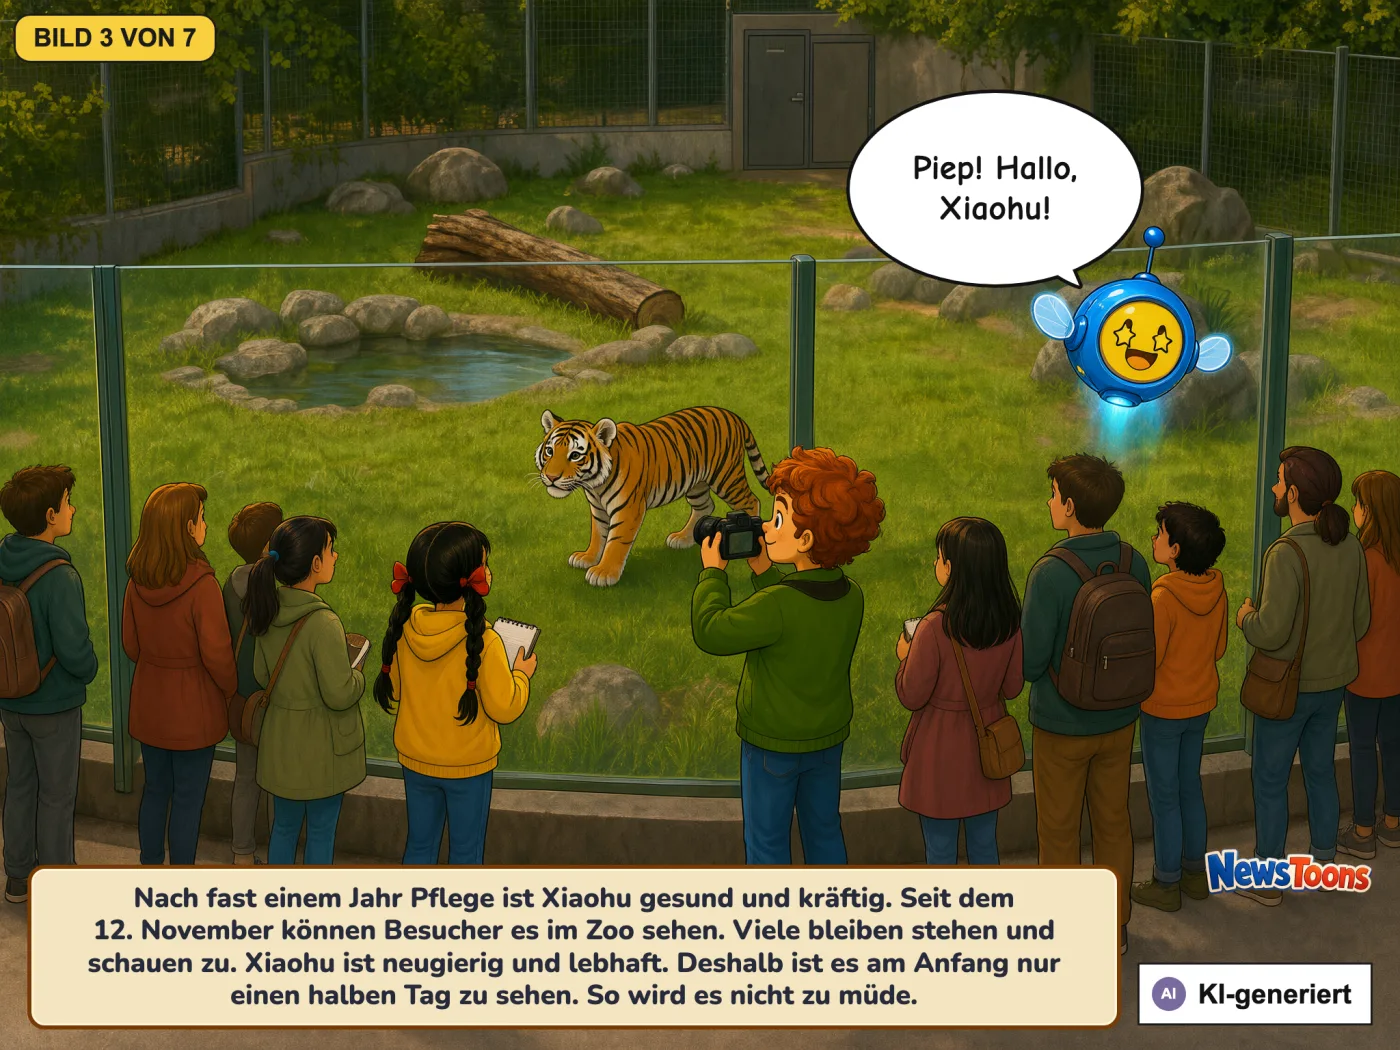 BILD 3 VON 7
Piep! Hallo,
Xiaohu!
NewsToons
Nach fast einem Jahr Pflege ist Xiaohu gesund und kräftig. Seit dem
12. November können Besucher es im Zoo sehen. Viele bleiben stehen und
schauen zu. Xiaohu ist neugierig und lebhaft. Deshalb ist es am Anfang nur
einen halben Tag zu sehen. So wird es nicht zu müde.
AI KI-generiert